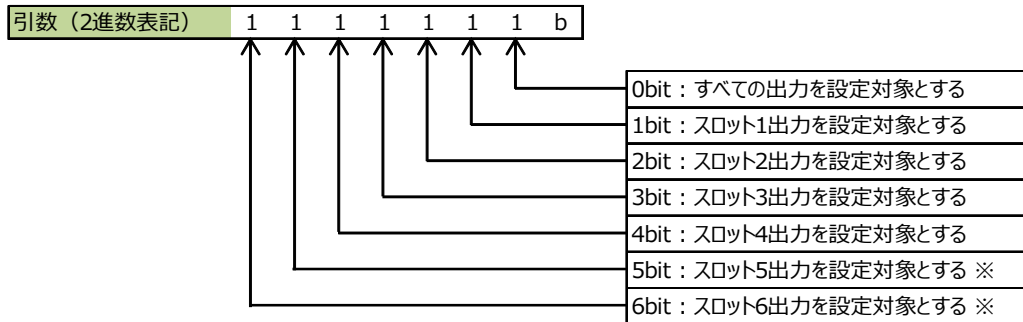 引数（2進数表記） 1 1 1 1 1 1 1 b
0bit：すべての出力を設定対象とする
1bit：スロット1出力を設定対象とする
2bit：スロット2出力を設定対象とする
3bit：スロット3出力を設定対象とする
4bit：スロット4出力を設定対象とする
5bit：スロット5出力を設定対象とする ※
6bit：スロット6出力を設定対象とする ※